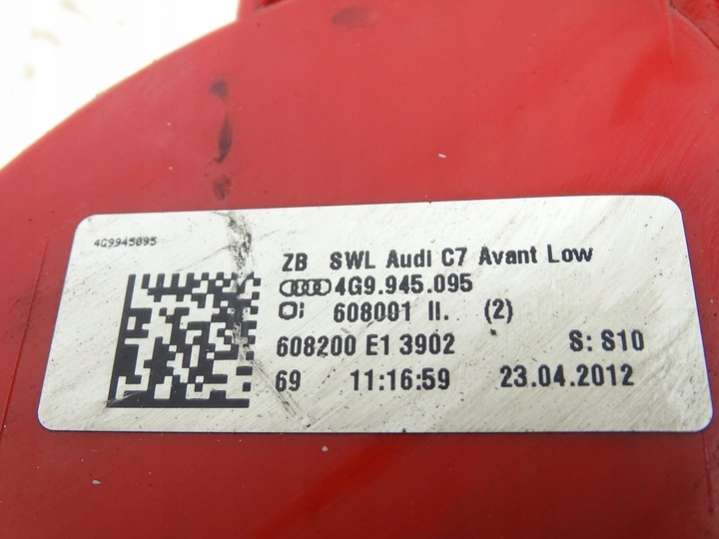 4G9945095
ZB SWL Audi C7 Avant Low
4G9.945.095
608001 II. (2)
608200 E1 3902 S: S10
69 11:16:59 23.04.2012